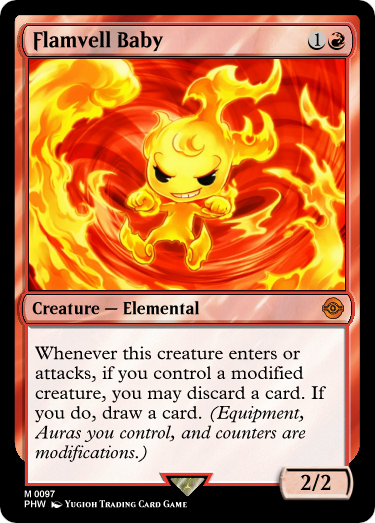 Flamvell Baby 1
Creature — Elemental
Whenever this creature enters or
attacks, if you control a modified
creature, you may discard a card. If
you do, draw a card. (Equipment,
Auras you control, and counters are
modifications.)
2/2
M 0097
PHW Yugioh Trading Card Game